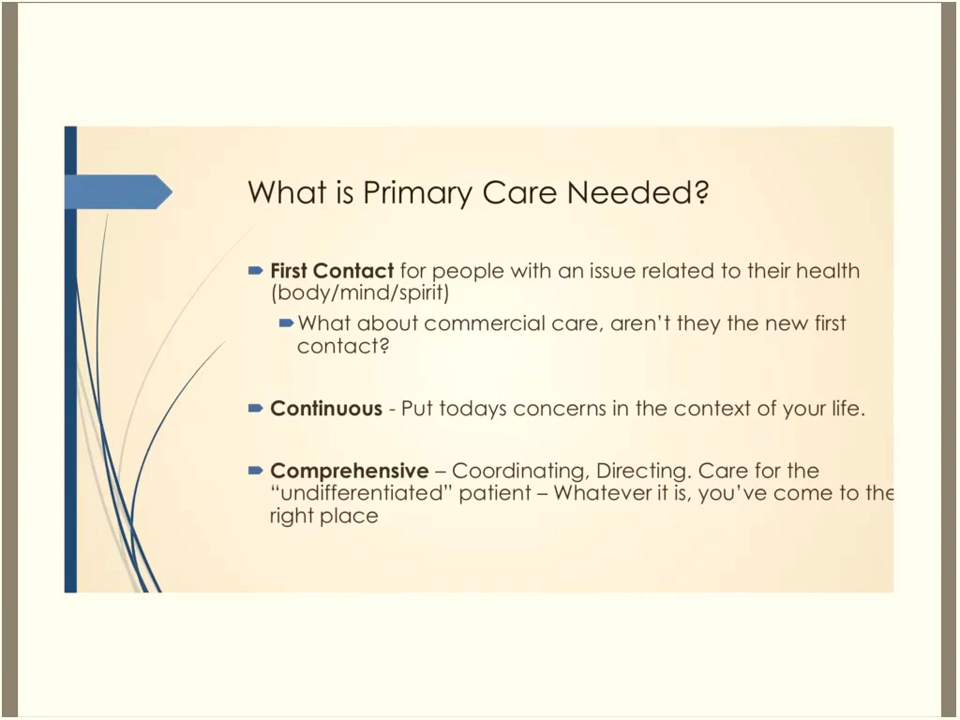 What is Primary Care Needed?
First Contact for people with an issue related to their health
(body/mind/spirit)
What about commercial care, aren't they the new first
contact?
Continuous - Put todays concerns in the context of your life.
Comprehensive – Coordinating, Directing. Care for the
“undifferentiated” patient – Whatever it is, you've come to the
right place